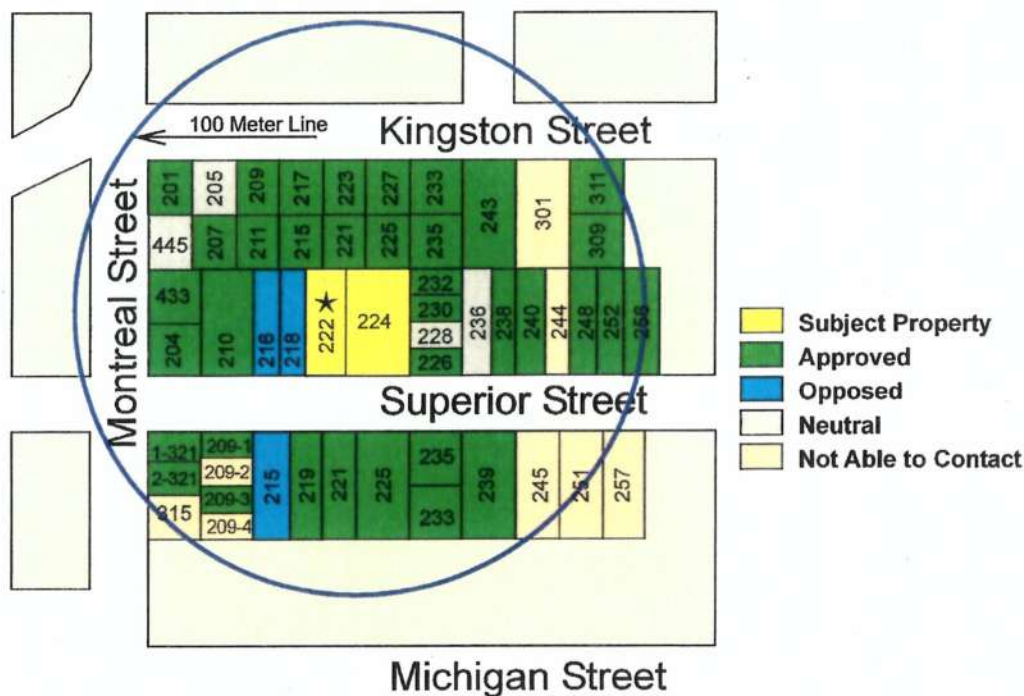 100 Meter Line
Kingston Street
Montreal Street
201 205 209 217 223 227 233 243 301 311
445 207 211 215 221 225 235 309
433 210 216 218 222 224 232 236 238 240 244 248 252 256
230
204 228
226
Superior Street
1-321 209-1 215 219 221 225 235 239 245 251 257
2-321 209-2
209-3
315 209-4 233
Michigan Street
Subject Property
Approved
Opposed
Neutral
Not Able to Contact